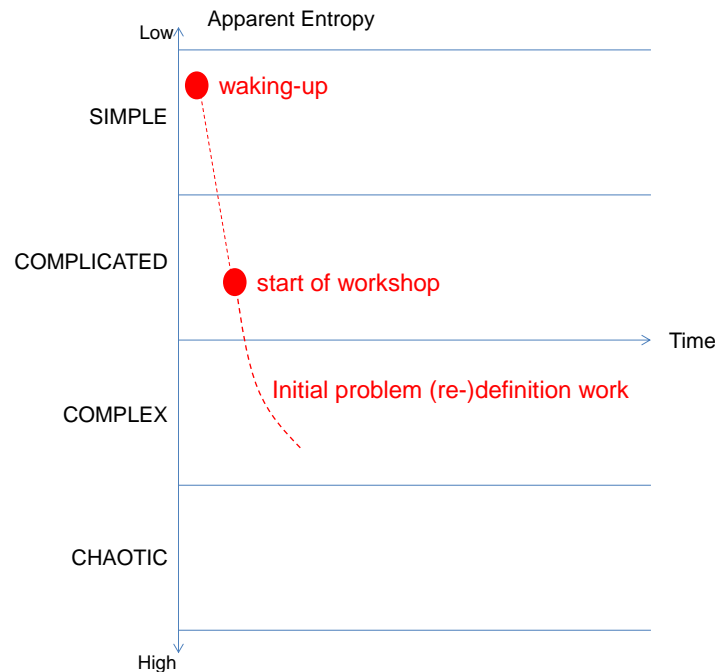 Apparent Entropy
Low
waking-up
SIMPLE
COMPLICATED
start of workshop
Time
Initial problem (re-)definition work
COMPLEX
CHAOTIC
High